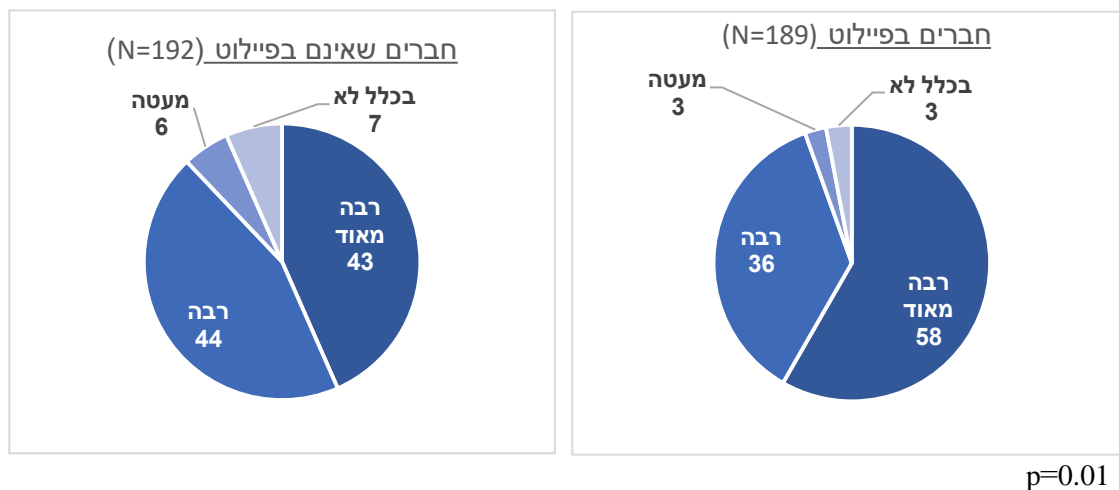 חברים בפיילוט (N=189)
בכלל לא
3
מעטה
3
רבה
36
רבה
מאוד
58
חברים שאינם בפיילוט (N=192)
בכלל לא
7
מעטה
6
רבה
מאוד
43
רבה
44
p=0.01